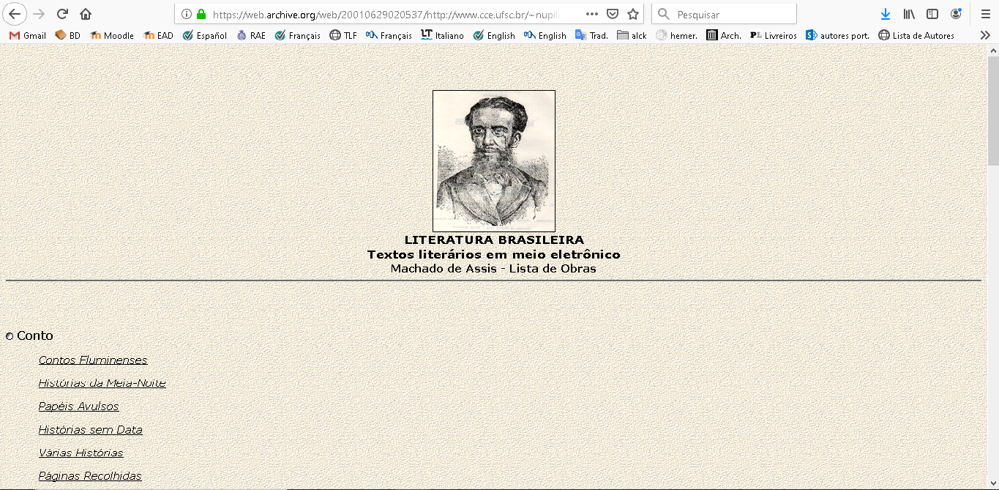 https://web.archive.org/web/20010629020537/http://www.cce.ufsc.br/~nupill
Pesquisar
Gmail BD Moodle EAD Español RAE Français TLF Français Italiano English English Trad. alck hemer. Arch. Livreiros autores port. Lista de Autores
LITERATURA BRASILEIRA
Textos literários em meio eletrônico
Machado de Assis - Lista de Obras
Conto
Contos Fluminenses
Histórias da Meia-Noite
Papéis Avulsos
Histórias sem Data
Várias Histórias
Páginas Recolhidas